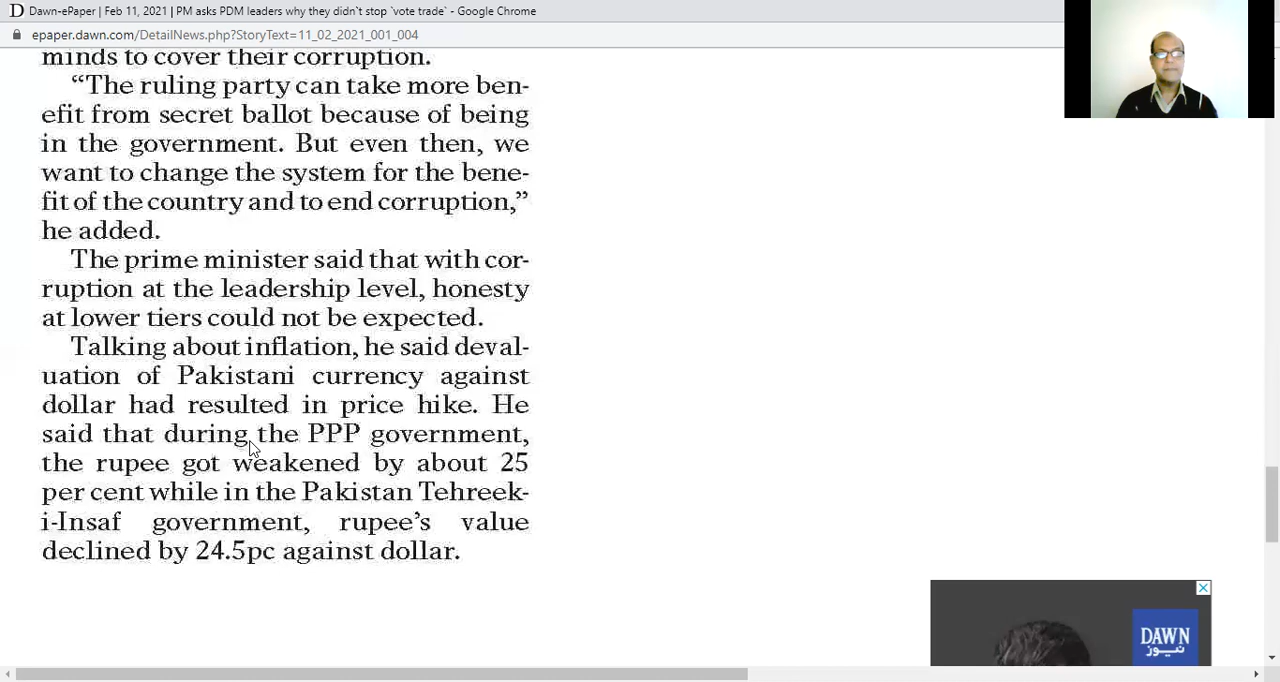 Dawn-ePaper | Feb 11, 2021 | PM asks PDM leaders why they didn`t stop `vote trade` - Google Chrome
epaper.dawn.com/DetailNews.php?StoryText=11_02_2021_001_004
minds to cover their corruption.
“The ruling party can take more ben-
efit from secret ballot because of being
in the government. But even then, we
want to change the system for the bene-
fit of the country and to end corruption,”
he added.
The prime minister said that with cor-
ruption at the leadership level, honesty
at lower tiers could not be expected.
Talking about inflation, he said deval-
uation of Pakistani currency against
dollar had resulted in price hike. He
said that during the PPP government,
the rupee got weakened by about 25
per cent while in the Pakistan Tehreek-
i-Insaf government, rupee’s value
declined by 24.5pc against dollar.
DAWN
نیوز